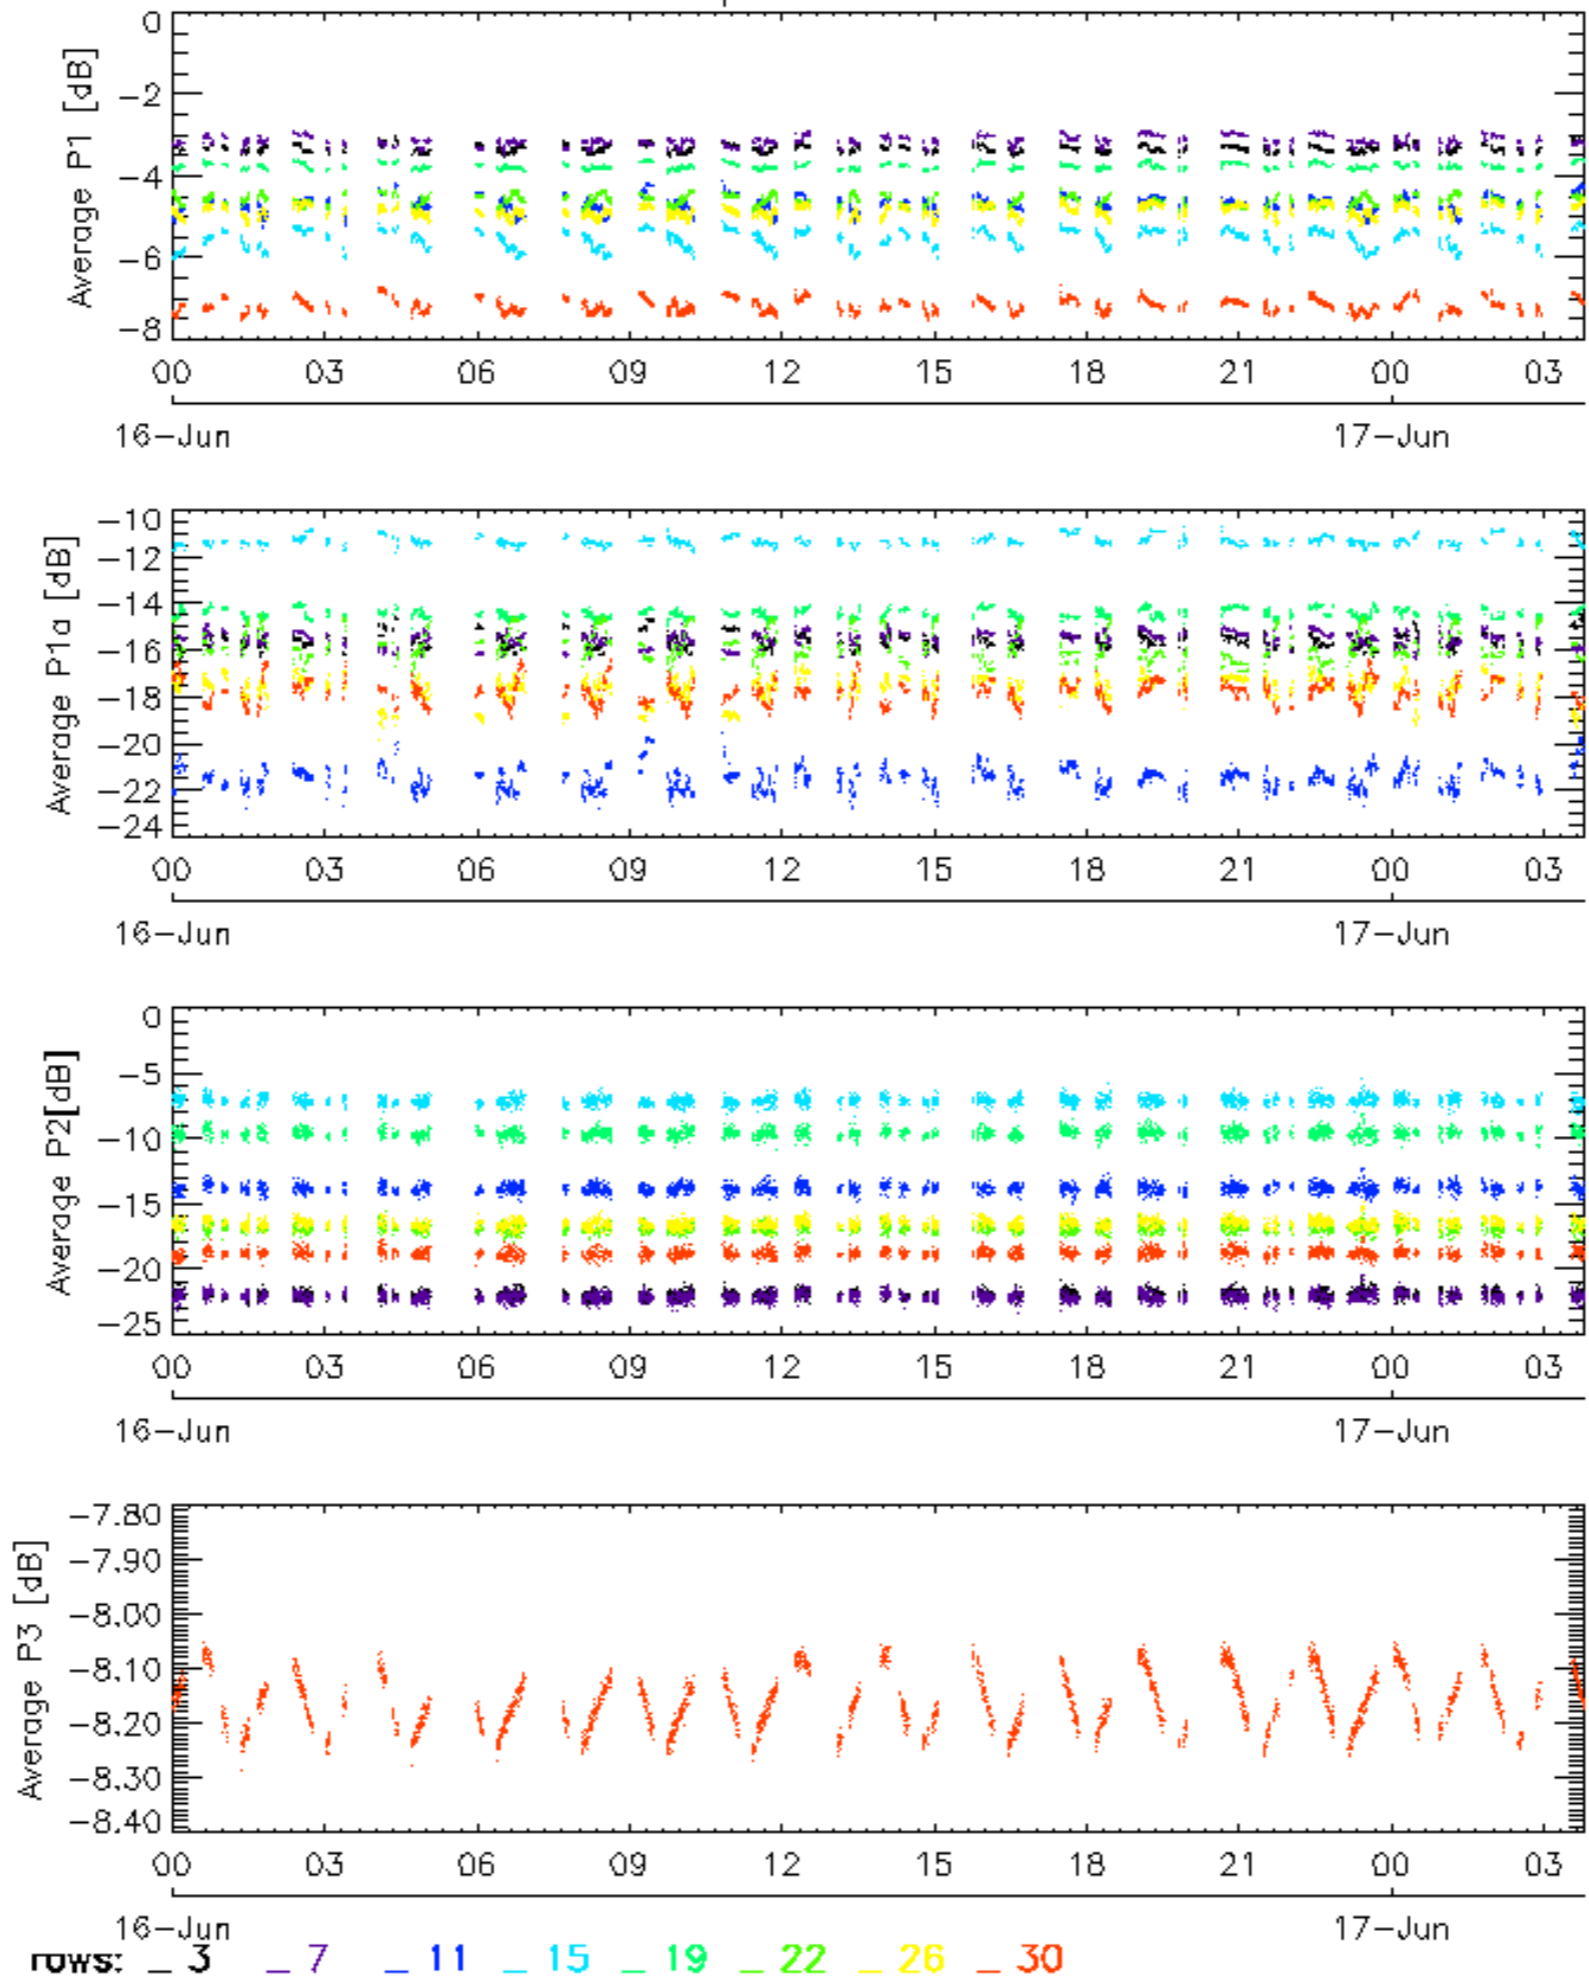 0
-2
-4
-6
-8
Average P1 [dB]
00 03 06 09 12 15 18 21 00 03
16-Jun 17-Jun
-10
-12
-14
-16
-18
-20
-22
-24
Average P1a [dB]
00 03 06 09 12 15 18 21 00 03
16-Jun 17-Jun
0
-5
-10
-15
-20
-25
Average P2[dB]
00 03 06 09 12 15 18 21 00 03
16-Jun 17-Jun
-7.80
-7.90
-8.00
-8.10
-8.20
-8.30
-8.40
Average P3 [dB]
00 03 06 09 12 15 18 21 00 03
16-Jun 17-Jun
rows: _ 3 _ 7 _ 11 _ 15 _ 19 _ 22 _ 26 _ 30